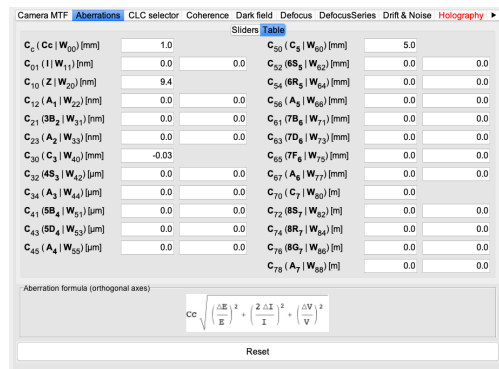 Camera MTF Aberrations CLC selector Coherence Dark field Defocus DefocusSeries Drift & Noise Holography ►
Sliders Table
C_C ( Cc | W_00) [mm] 1.0 C_50 ( C_5 | W_60) [mm] 5.0
C_01 ( I | W_11) [nm] 0.0 0.0 C_52 (6S_5 | W_62) [mm] 0.0 0.0
C_10 ( Z | W_20) [nm] 9.4 C_54 (6R_5 | W_64) [mm] 0.0 0.0
C_12 ( A_1 | W_22) [nm] 0.0 0.0 C_56 ( A_5 | W_66) [mm] 0.0 0.0
C_21 (3B_2 | W_31) [nm] 0.0 0.0 C_61 (7B_6 | W_71) [mm] 0.0 0.0
C_23 ( A_2 | W_33) [nm] 0.0 0.0 C_63 (7D_6 | W_73) [mm] 0.0 0.0
C_30 ( C_3 | W_40) [mm] -0.03 C_65 (7F_6 | W_75) [mm] 0.0 0.0
C_32 (4S_3 | W_42) [µm] 0.0 0.0 C_67 ( A_6 | W_77) [mm] 0.0 0.0
C_34 ( A_3 | W_44) [µm] 0.0 0.0 C_70 ( C_7 | W_80) [m] 0.0
C_41 (5B_4 | W_51) [µm] 0.0 0.0 C_72 (8S_7 | W_82) [m] 0.0 0.0
C_43 (5D_4 | W_53) [µm] 0.0 0.0 C_74 (8R_7 | W_84) [m] 0.0 0.0
C_45 ( A_4 | W_55) [µm] 0.0 0.0 C_76 (8G_7 | W_86) [m] 0.0 0.0
C_78 ( A_7 | W_88) [m] 0.0 0.0
Aberration formula (orthogonal axes)
Cc √((ΔE/E)² + (2 ΔI/I)² + (ΔV/V)²)
Reset